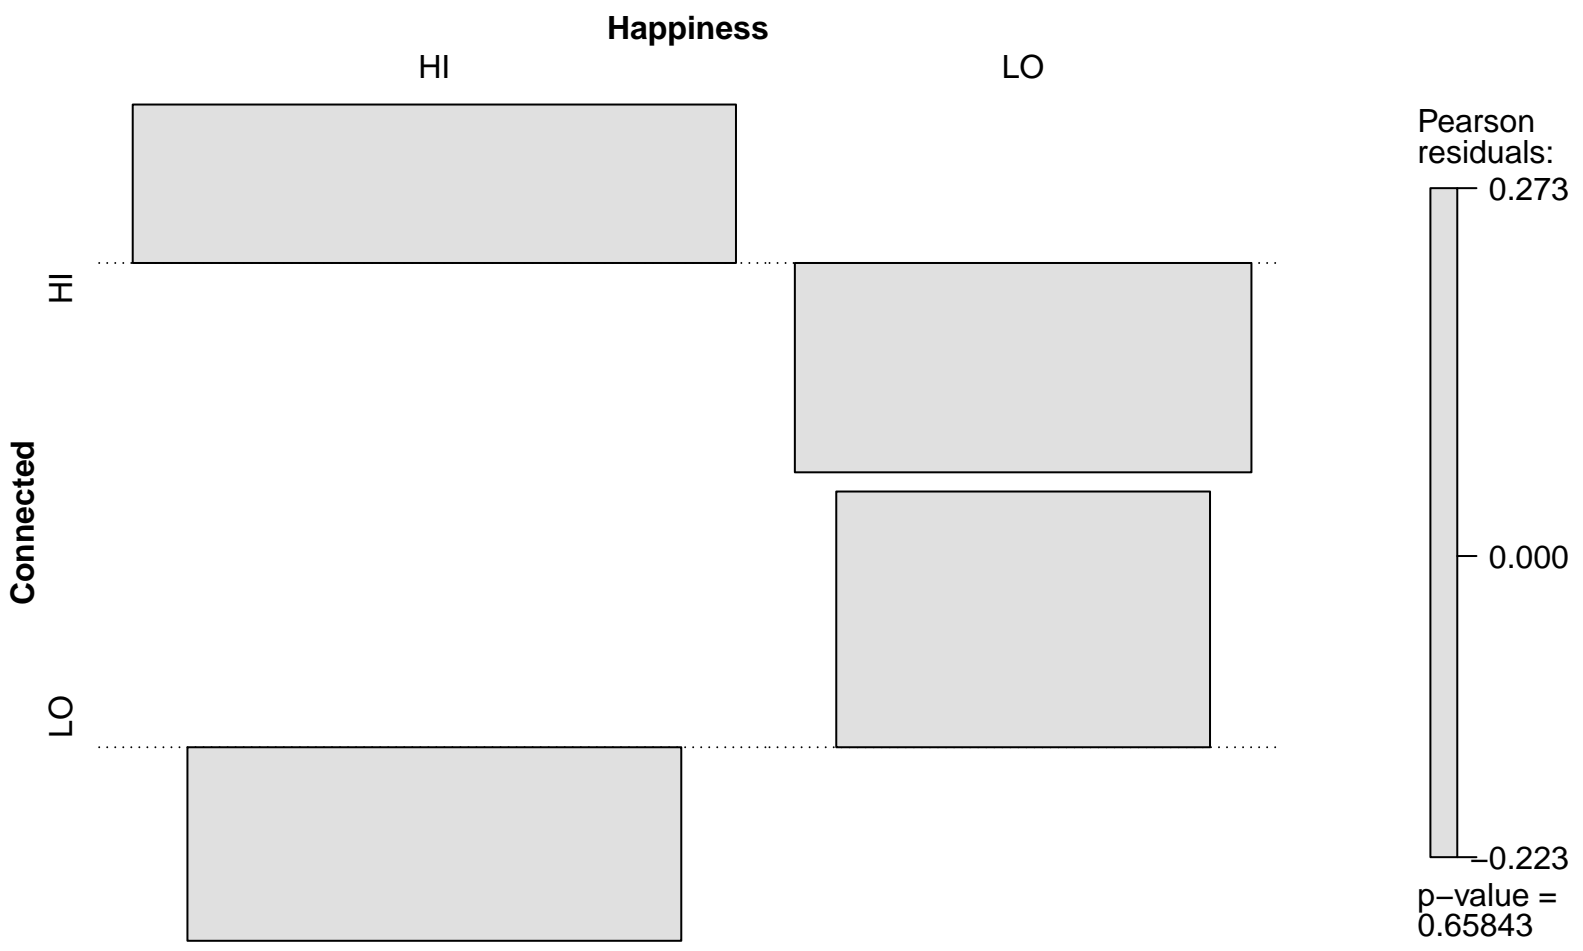 Happiness
HI
LO
Connected
HI
LO
Pearson
residuals:
0.273
0.000
−0.223
p−value =
0.65843